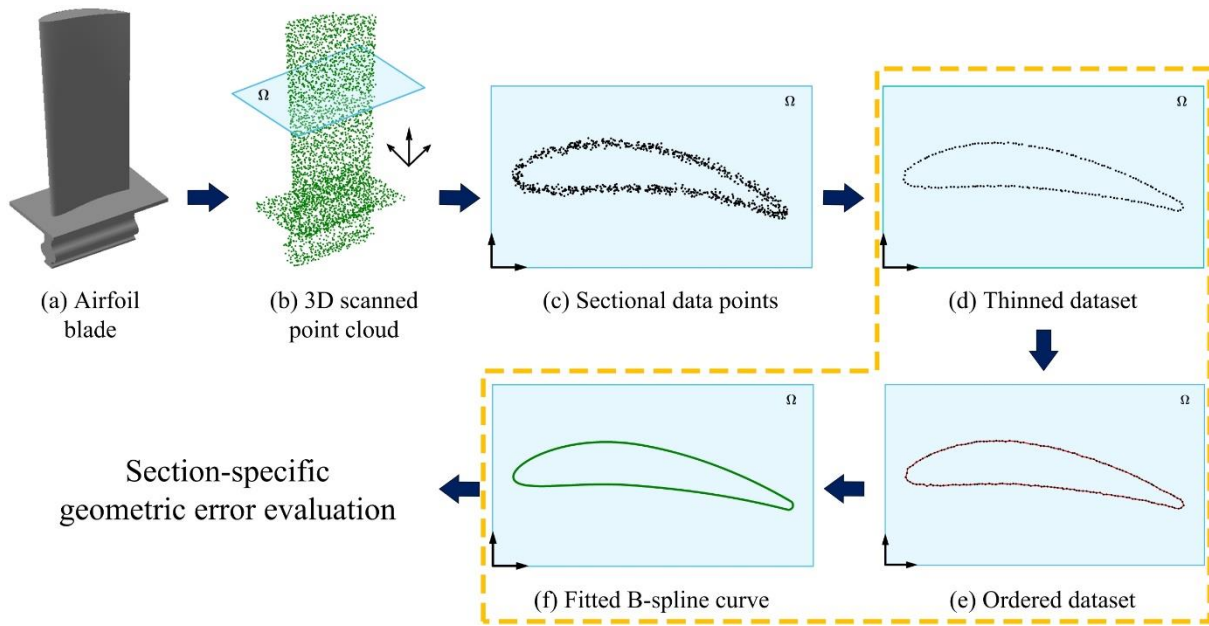 Ω
Ω
Ω
(a) Airfoil
blade
(b) 3D scanned
point cloud
(c) Sectional data points
(d) Thinned dataset
Ω
Ω
Section-specific
geometric error evaluation
(f) Fitted B-spline curve
(e) Ordered dataset